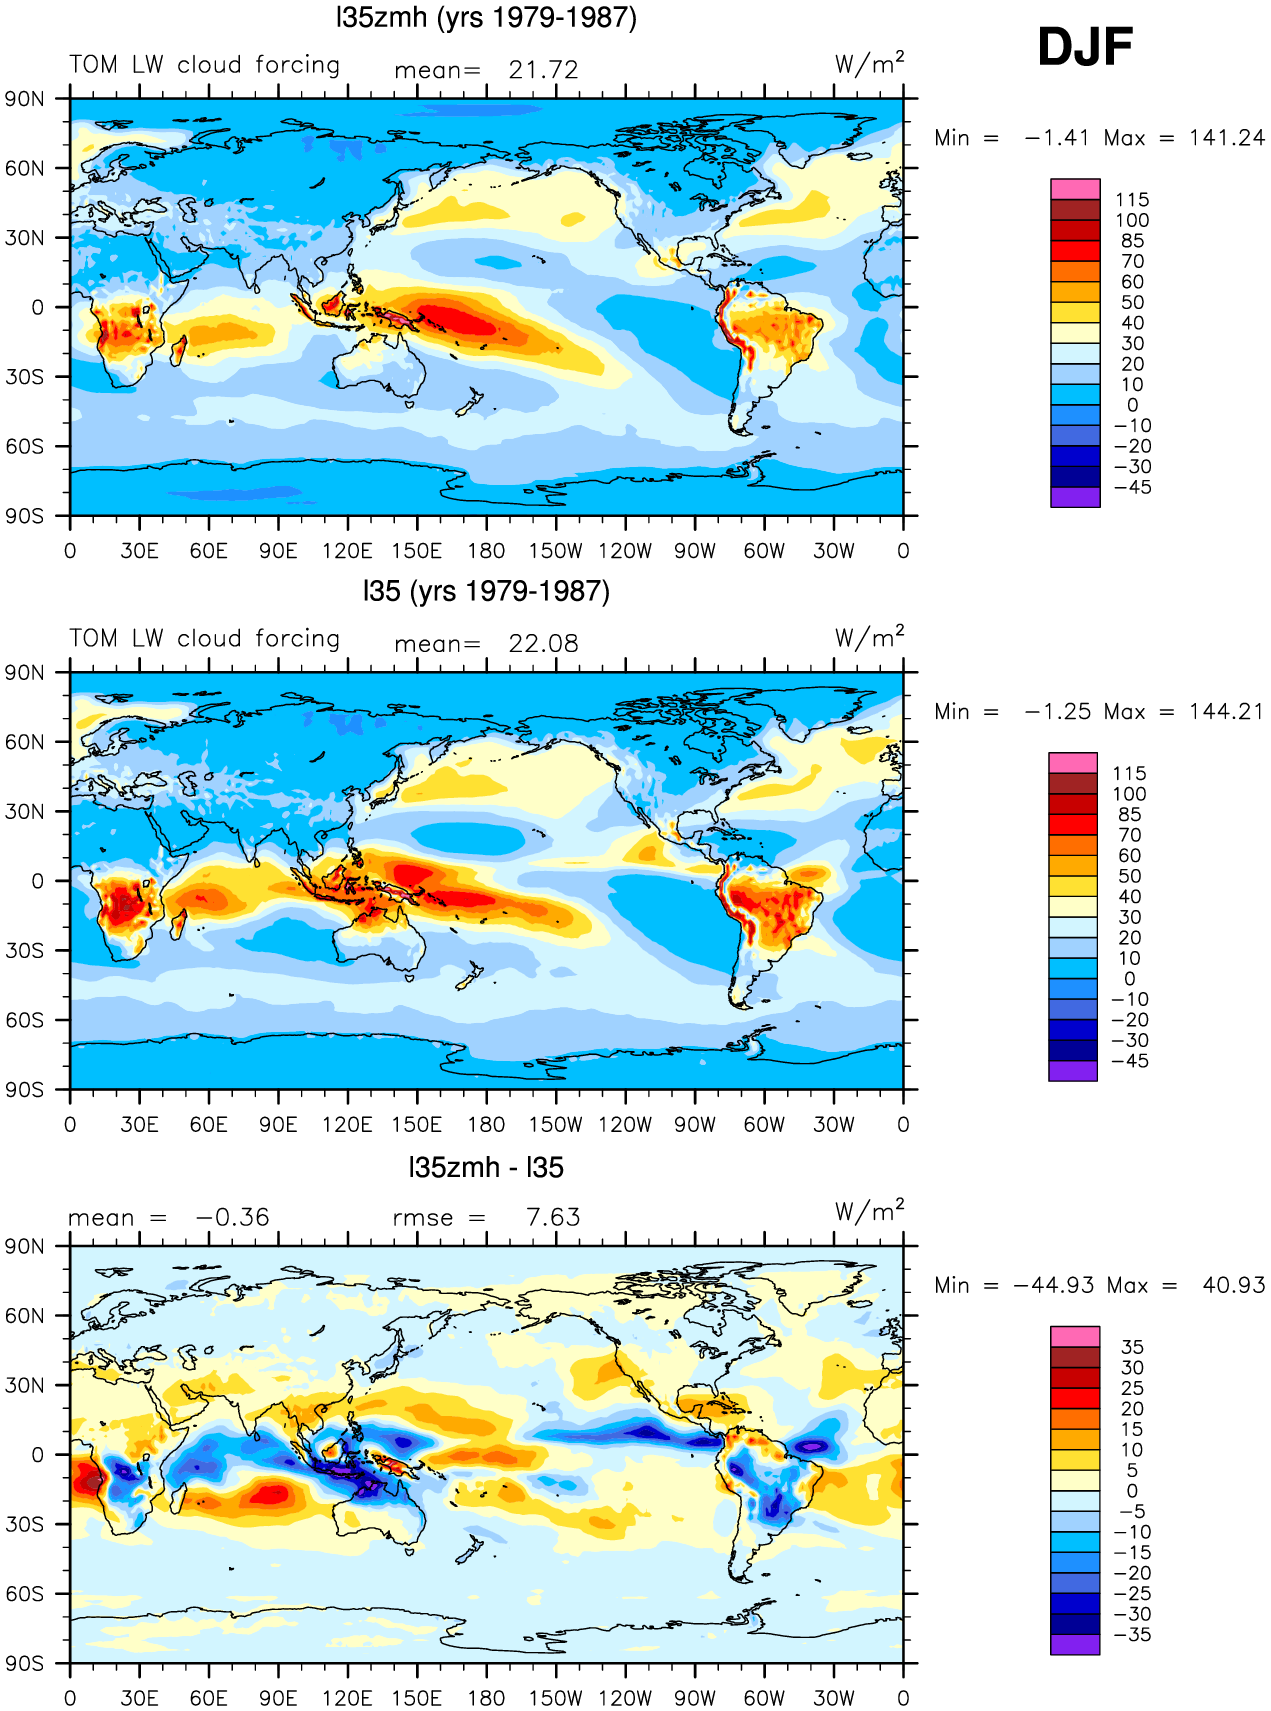 l35zmh (yrs 1979-1987)
DJF
TOM LW cloud forcing mean= 21.72 W/m²
Min = −1.41 Max = 141.24
90N
60N
30N
0
30S
60S
90S
0 30E 60E 90E 120E 150E 180 150W 120W 90W 60W 30W 0
115
100
85
70
60
50
40
30
20
10
0
−10
−20
−30
−45
l35 (yrs 1979-1987)
TOM LW cloud forcing mean= 22.08 W/m²
Min = −1.25 Max = 144.21
90N
60N
30N
0
30S
60S
90S
0 30E 60E 90E 120E 150E 180 150W 120W 90W 60W 30W 0
115
100
85
70
60
50
40
30
20
10
0
−10
−20
−30
−45
l35zmh - l35
mean = −0.36 rmse = 7.63 W/m²
Min = −44.93 Max = 40.93
90N
60N
30N
0
30S
60S
90S
0 30E 60E 90E 120E 150E 180 150W 120W 90W 60W 30W 0
35
30
25
20
15
10
5
0
−5
−10
−15
−20
−25
−30
−35